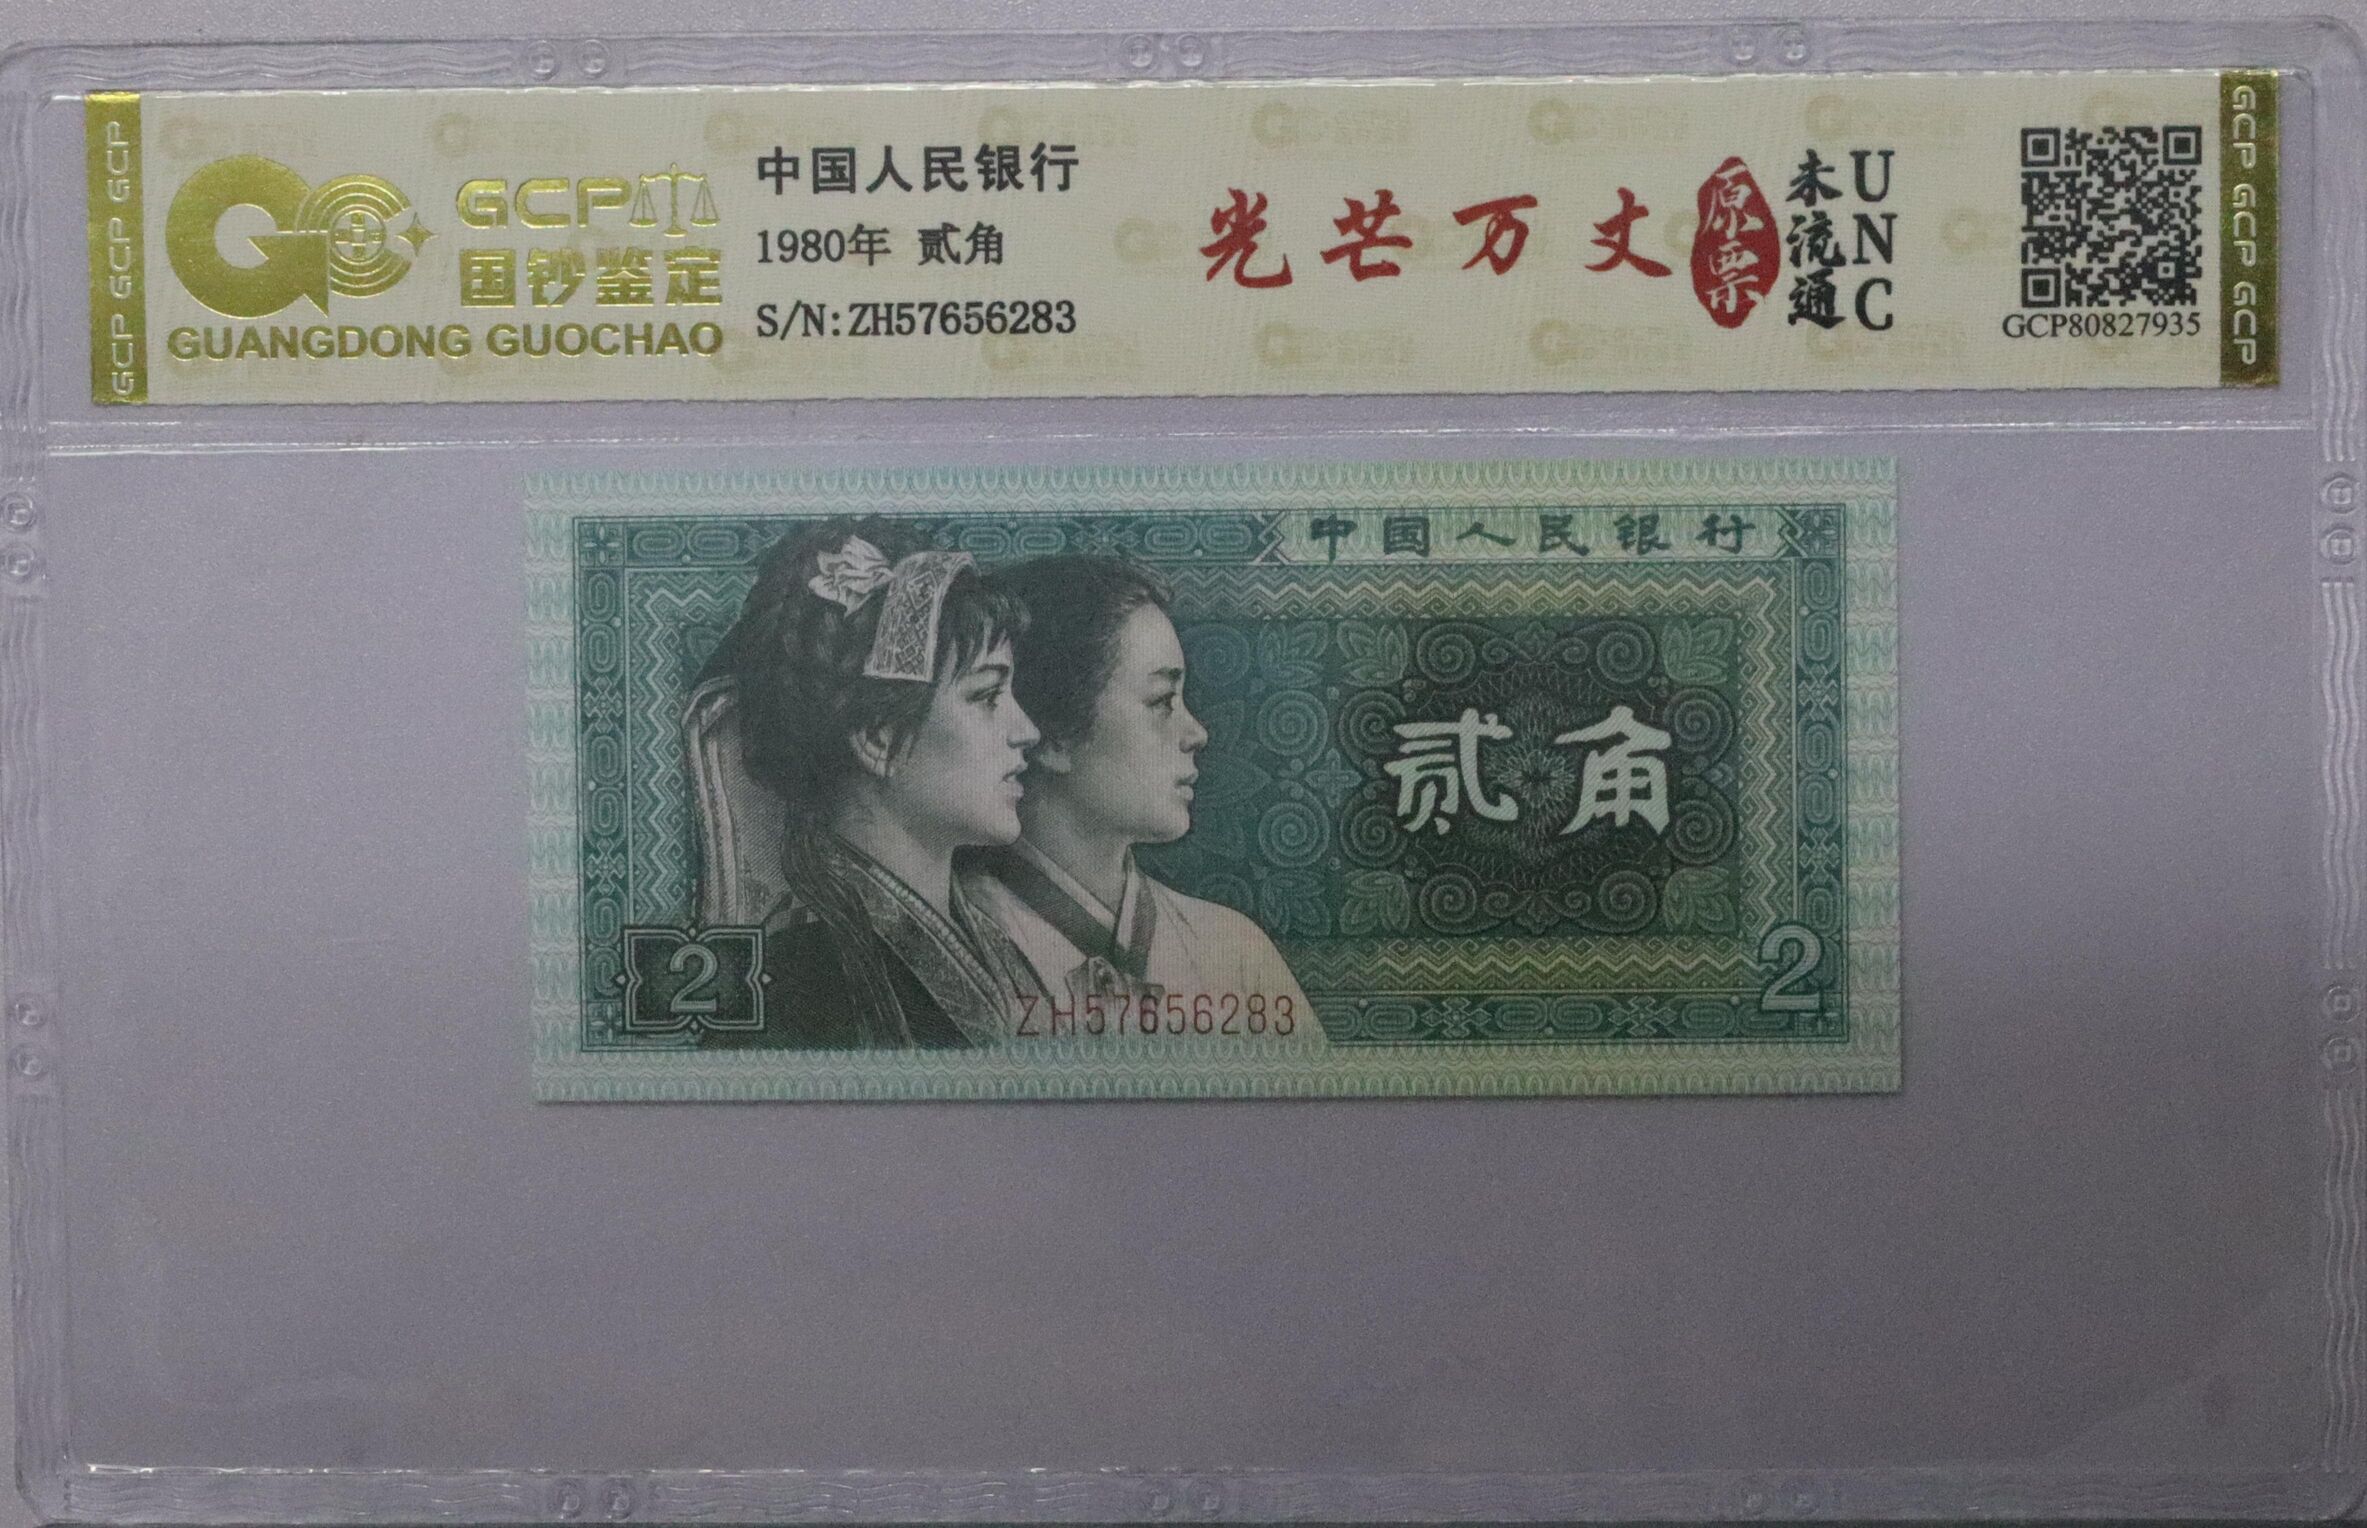 GCP GCP GCP
GCP
国钞鉴定
GUANGDONG GUOCHAO
中国人民银行
1980年 贰角
S/N:ZH57656283
光芒万丈
原票
未流通
UNC
GCP80827935
GCP GCP GCP
中国人民银行
贰角
2
2
ZH57656283